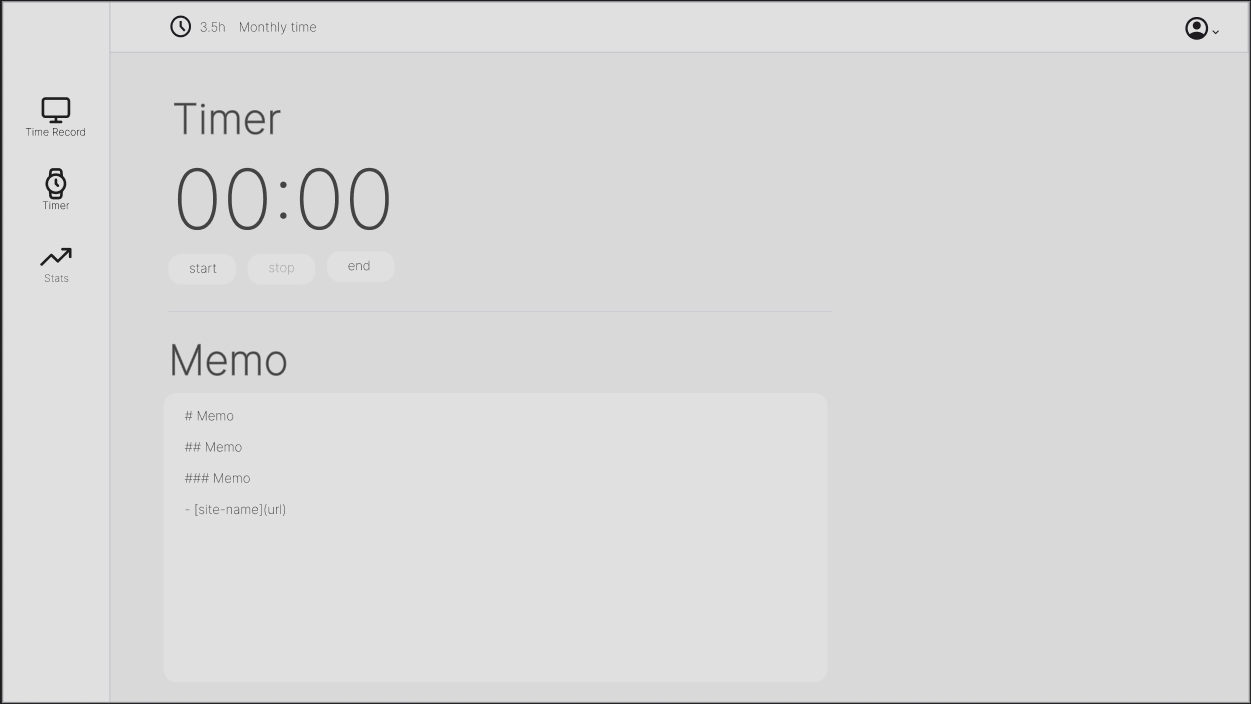 3.5h Monthly time
Time Record
Timer
Stats
Timer
00:00
start stop end
Memo
# Memo
## Memo
### Memo
- [site-name](url)